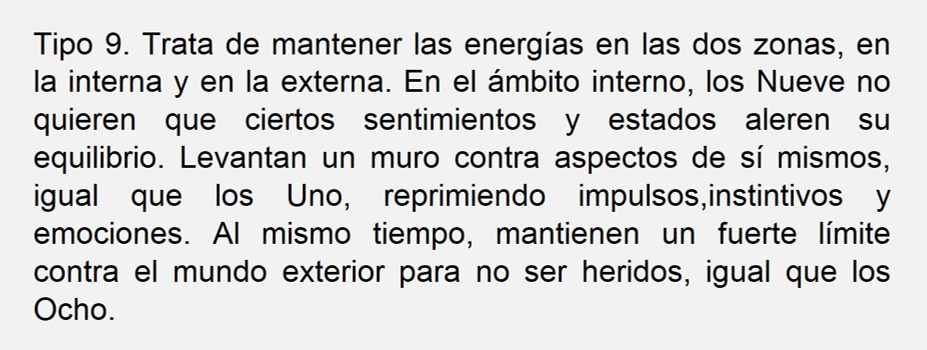 Tipo 9. Trata de mantener las energías en las dos zonas, en
la interna y en la externa. En el ámbito interno, los Nueve no
quieren que ciertos sentimientos y estados aleren su
equilibrio. Levantan un muro contra aspectos de sí mismos,
igual que los Uno, reprimiendo impulsos,instintivos y
emociones. Al mismo tiempo, mantienen un fuerte límite
contra el mundo exterior para no ser heridos, igual que los
Ocho.